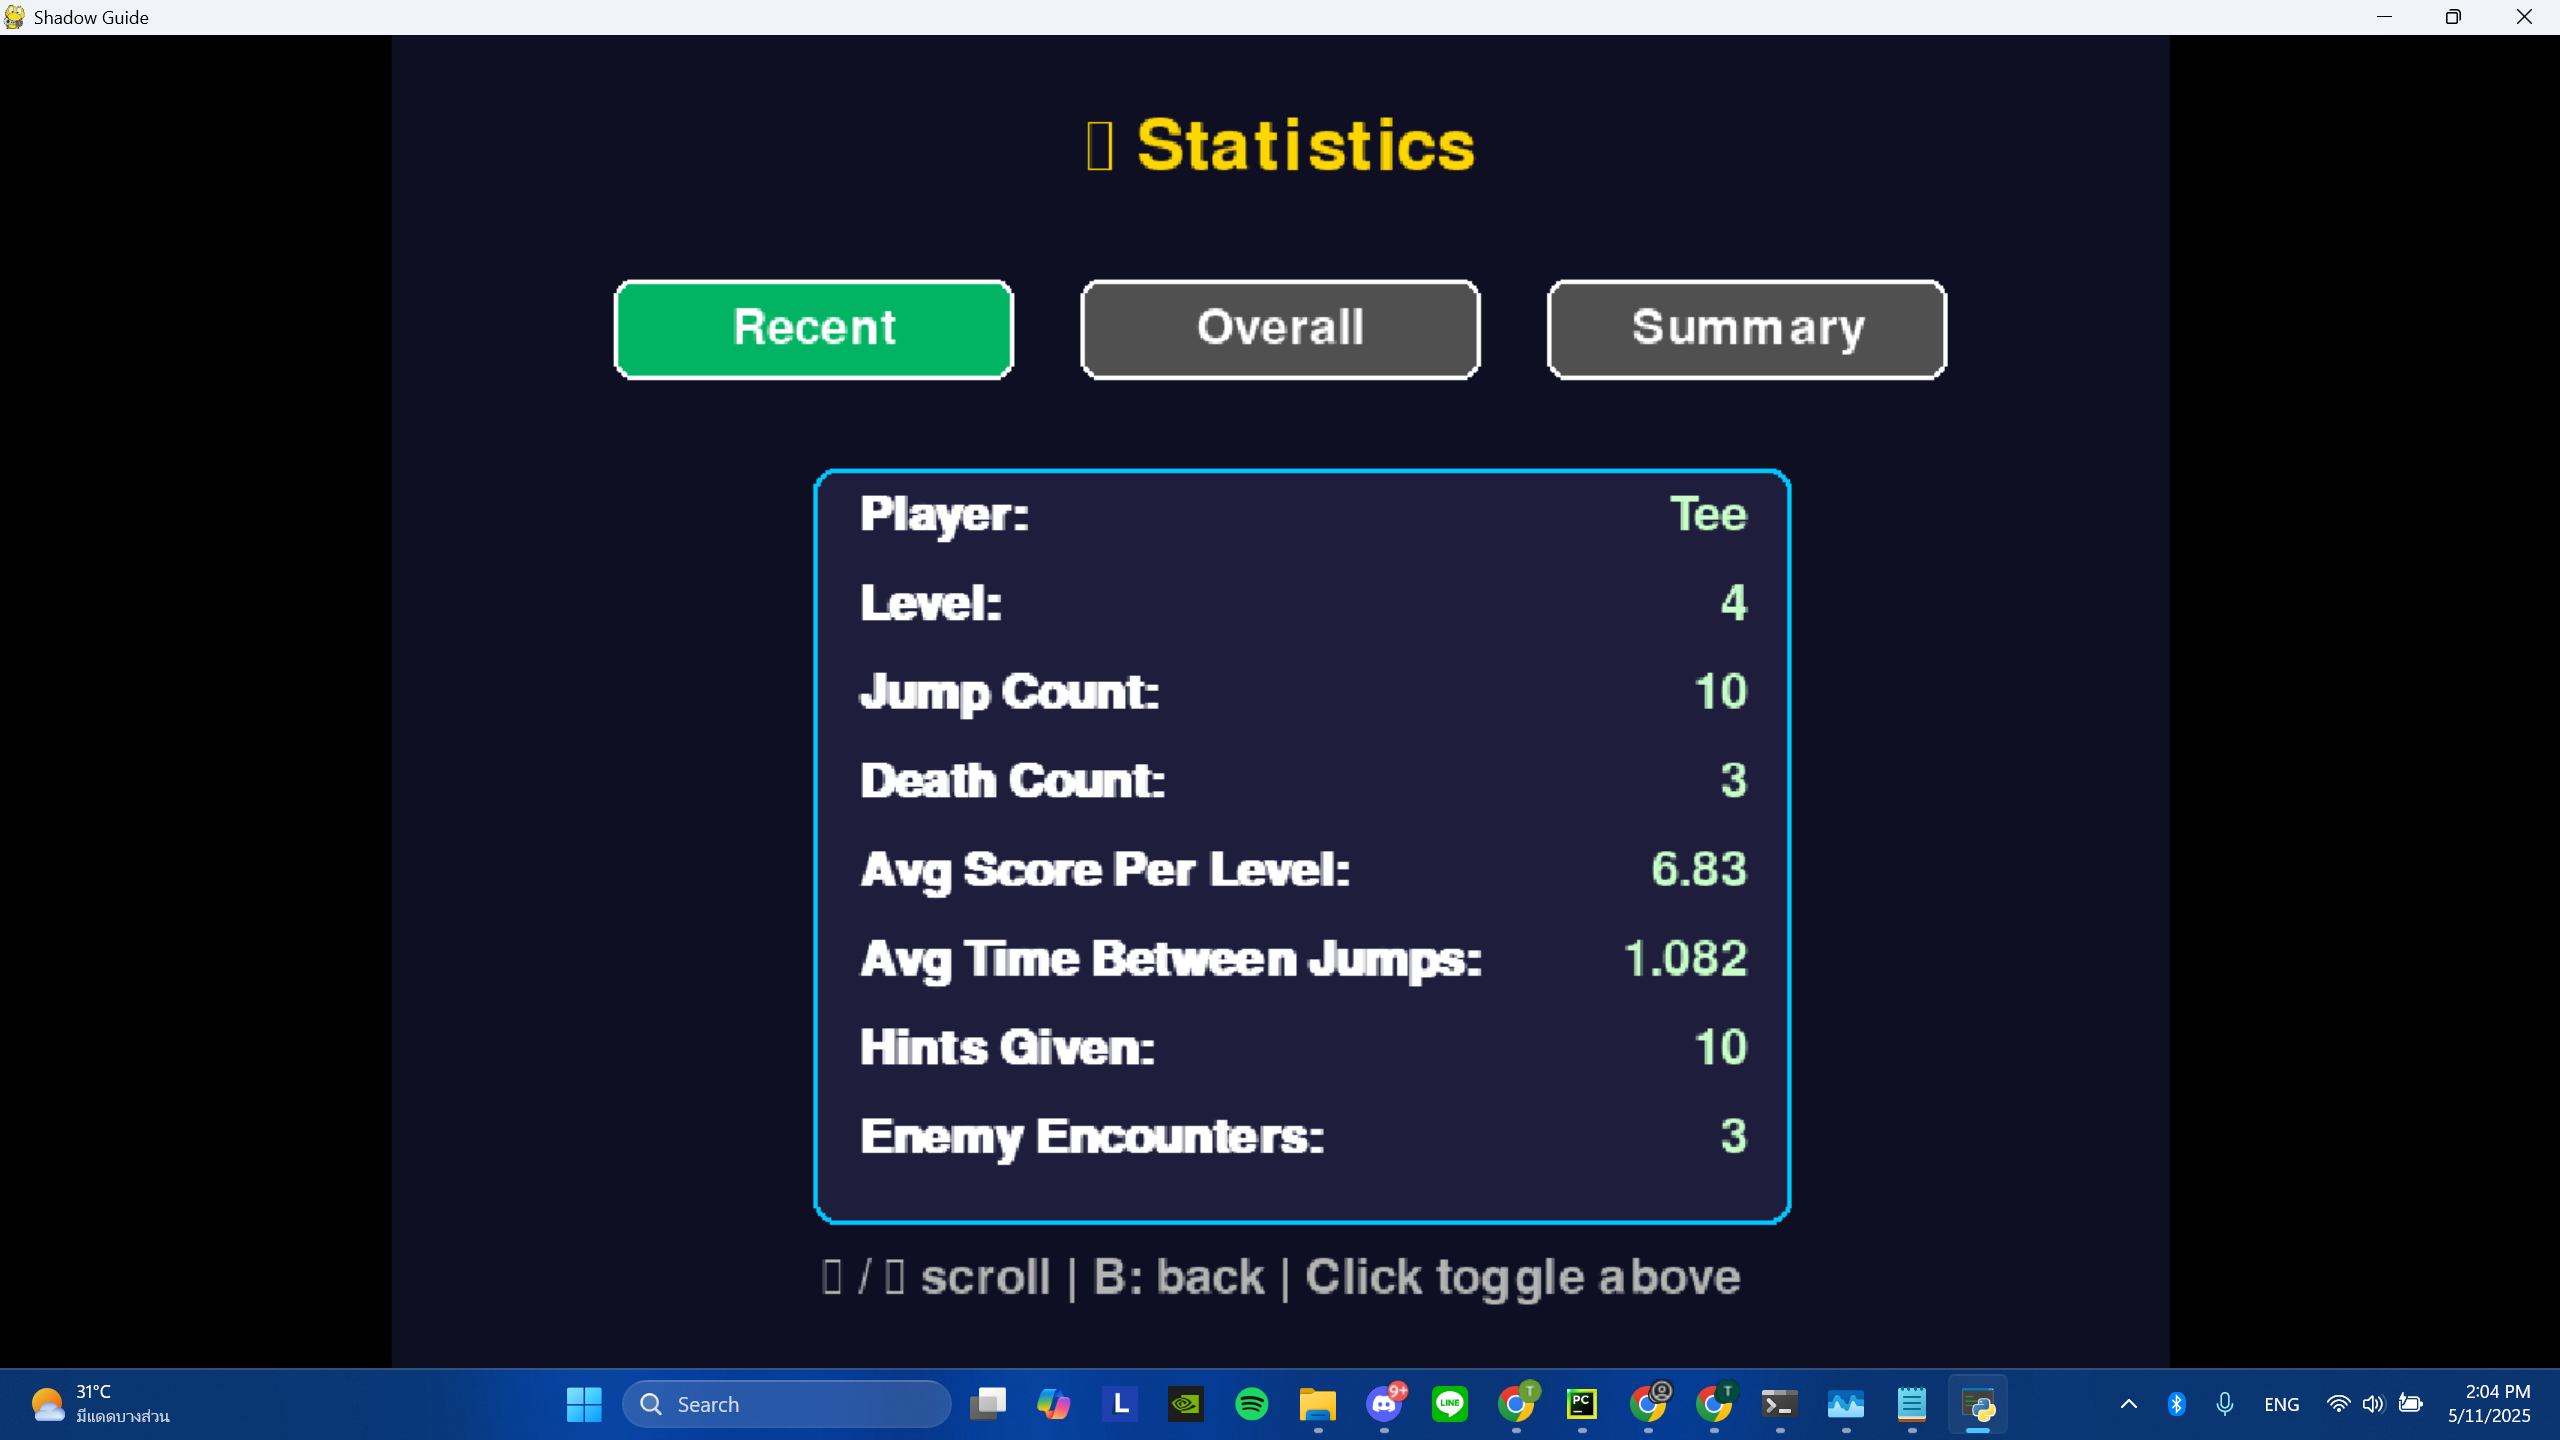 Shadow Guide
▯ Statistics
Recent
Overall
Summary
Player: Tee
Level: 4
Jump Count: 10
Death Count: 3
Avg Score Per Level: 6.83
Avg Time Between Jumps: 1.082
Hints Given: 10
Enemy Encounters: 3
▯ / ▯ scroll | B: back | Click toggle above
31°C
มีแดดบางส่วน
Search
L
9+
LINE
T
PC
T
ENG
2:04 PM
5/11/2025